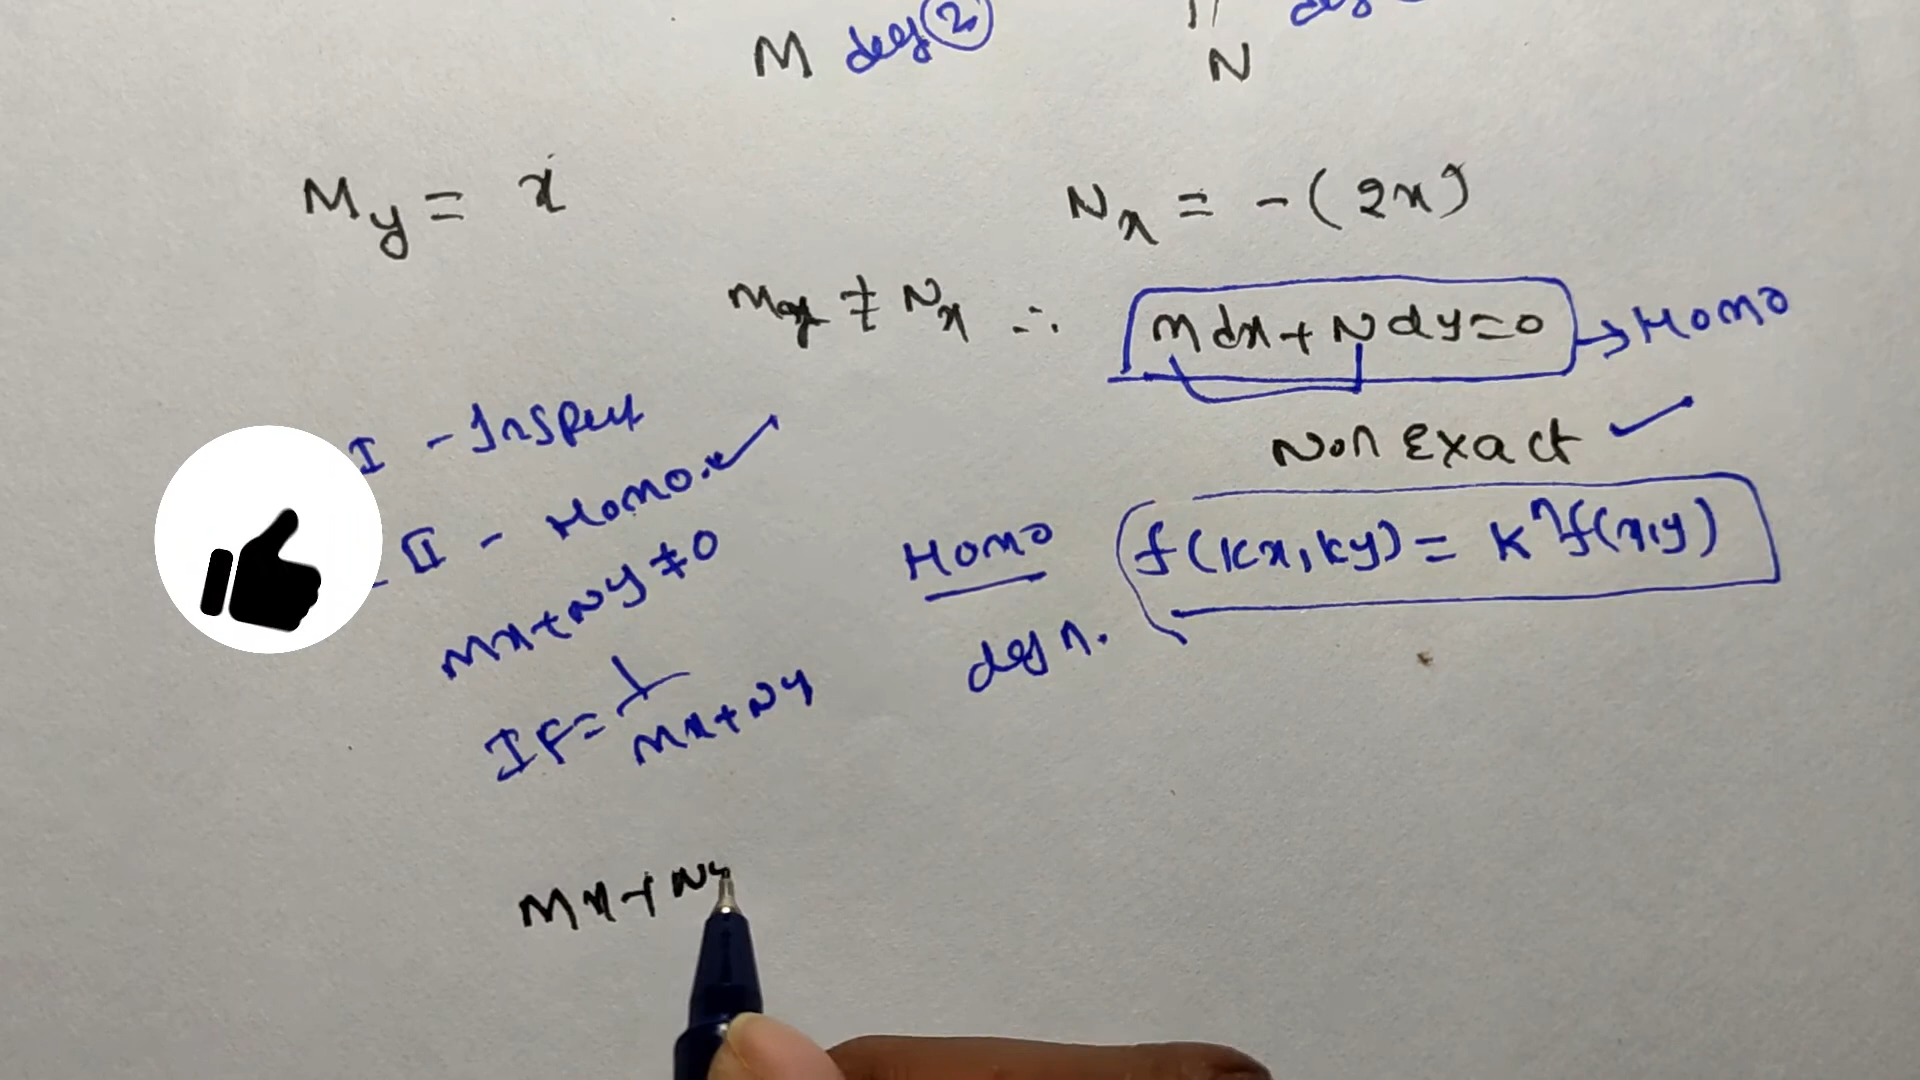 M deg ②
N
My = x
Nx = -(2x)
My ≠ Nx ∴ Mdx+Ndy=0 → Homo
Non Exact ✓
I - Inspect
II - Homo. ✓
Mx+Ny≠0
IF= 1/Mx+Ny
Homo f(kx,ky)= k^n f(x,y)
deg n.
Mx+Ny